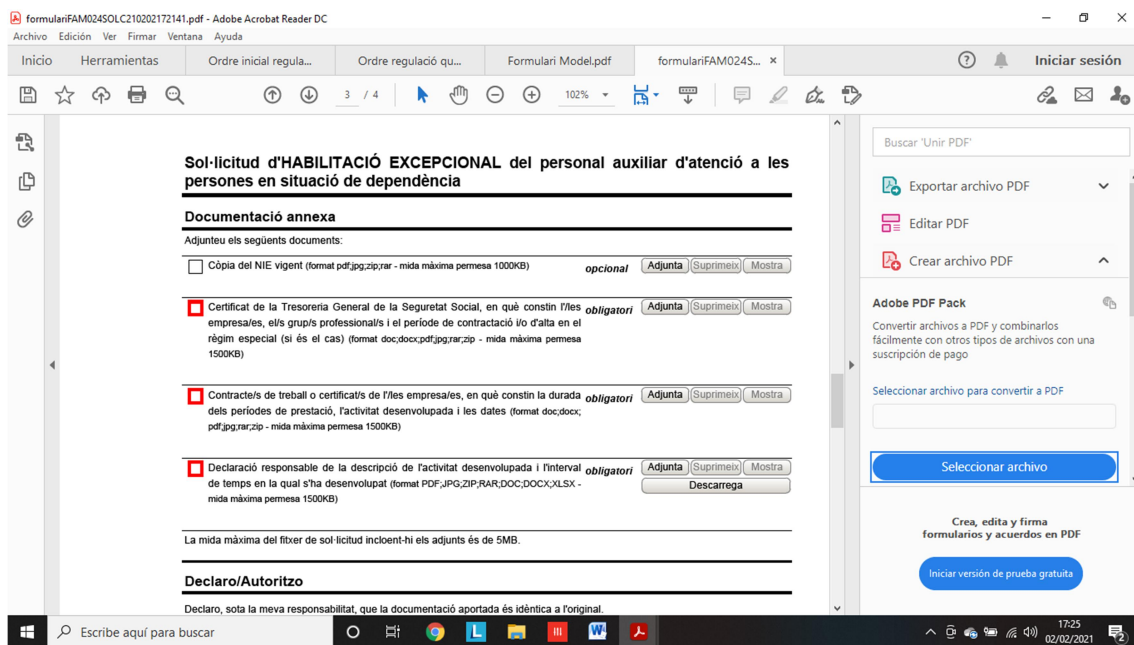 formulariFAM024SOLC210202172141.pdf - Adobe Acrobat Reader DC
Archivo Edición Ver Firmar Ventana Ayuda
Inicio Herramientas Ordre inicial regula... Ordre regulació qu... Formulari Model.pdf formulariFAM024S... × Iniciar sesión
3 / 4 102%
Sol·licitud d'HABILITACIÓ EXCEPCIONAL del personal auxiliar d'atenció a les
persones en situació de dependència
Documentació annexa
Adjunteu els següents documents:
Còpia del NIE vigent (format pdf;jpg;zip;rar - mida màxima permesa 1000KB) opcional Adjunta Suprimeix Mostra
Certificat de la Tresoreria General de la Seguretat Social, en què constin l'/les obligatori Adjunta Suprimeix Mostra
empresa/es, el/s grup/s professional/s i el període de contractació i/o d'alta en el
règim especial (si és el cas) (format doc;docx;pdf;jpg;rar;zip - mida màxima permesa
1500KB)
Contracte/s de treball o certificat/s de l'/les empresa/es, en què constin la durada obligatori Adjunta Suprimeix Mostra
dels períodes de prestació, l'activitat desenvolupada i les dates (format doc;docx;
pdf;jpg;rar;zip - mida màxima permesa 1500KB)
Declaració responsable de la descripció de l'activitat desenvolupada i l'interval obligatori Adjunta Suprimeix Mostra
de temps en la qual s'ha desenvolupat (format PDF;JPG;ZIP;RAR;DOC;DOCX;XLSX - Descarrega
mida màxima permesa 1500KB)
La mida màxima del fitxer de sol·licitud incloent-hi els adjunts és de 5MB.
Declaro/Autoritzo
Declaro, sota la meva responsabilitat, que la documentació aportada és idèntica a l'original.
Buscar 'Unir PDF'
Exportar archivo PDF
Editar PDF
Crear archivo PDF
Adobe PDF Pack
Convertir archivos a PDF y combinarlos
fácilmente con otros tipos de archivos con una
suscripción de pago
Seleccionar archivo para convertir a PDF
Seleccionar archivo
Crea, edita y firma
formularios y acuerdos en PDF
Iniciar versión de prueba gratuita
Escribe aquí para buscar
17:25
02/02/2021
2